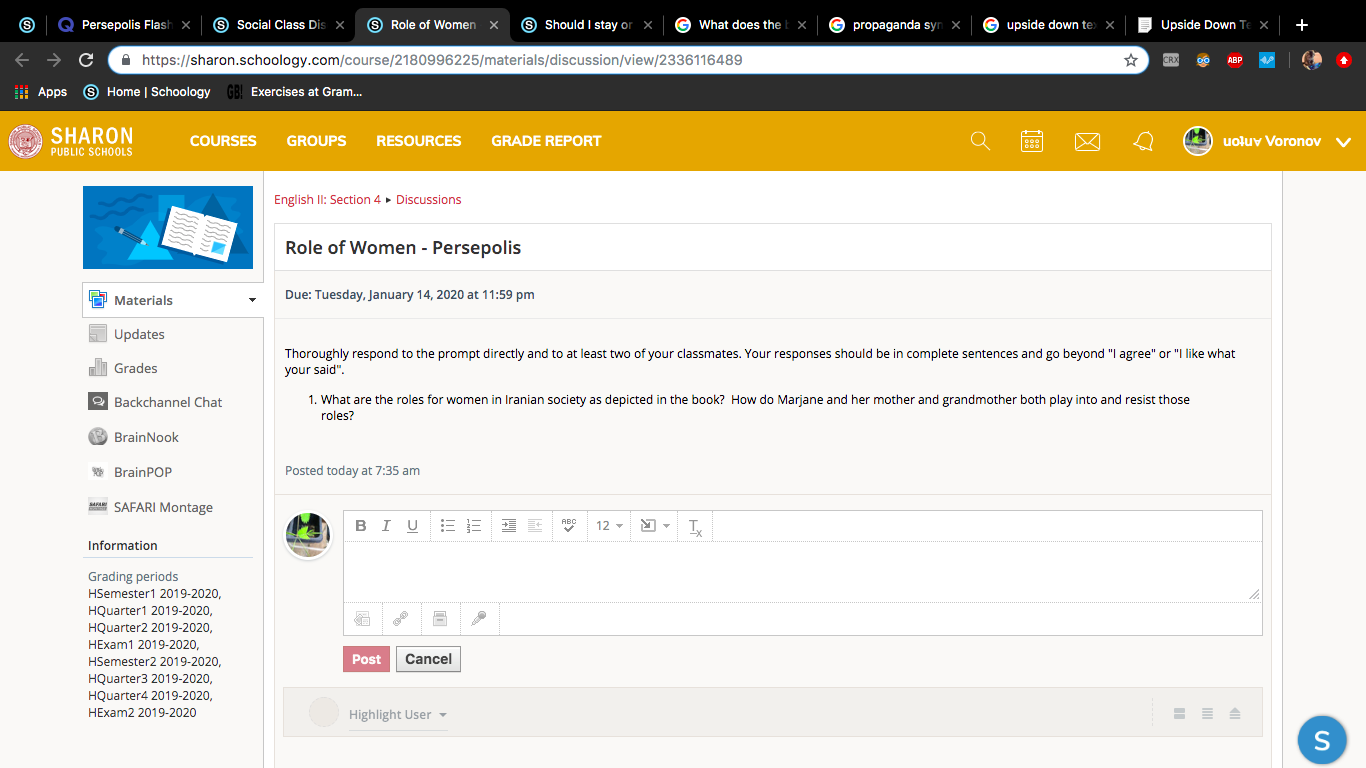 Persepolis Flash
Social Class Dis
Role of Women
Should I stay or
What does the b
propaganda syn
upside down tex
Upside Down Te
https://sharon.schoology.com/course/2180996225/materials/discussion/view/2336116489
CRX
ABP
Apps
Home | Schoology
GB!
Exercises at Gram...
SHARON
PUBLIC SCHOOLS
COURSES
GROUPS
RESOURCES
GRADE REPORT
uoʇuɐ Voronov
English II: Section 4 ▸ Discussions
Role of Women - Persepolis
Due: Tuesday, January 14, 2020 at 11:59 pm
Materials
Updates
Grades
Backchannel Chat
BrainNook
BrainPOP
SAFARI Montage
Information
Grading periods
HSemester1 2019-2020,
HQuarter1 2019-2020,
HQuarter2 2019-2020,
HExam1 2019-2020,
HSemester2 2019-2020,
HQuarter3 2019-2020,
HQuarter4 2019-2020,
HExam2 2019-2020
Thoroughly respond to the prompt directly and to at least two of your classmates. Your responses should be in complete sentences and go beyond "I agree" or "I like what
your said".
1. What are the roles for women in Iranian society as depicted in the book? How do Marjane and her mother and grandmother both play into and resist those
roles?
Posted today at 7:35 am
B I U
ABC
12
Tx
Post
Cancel
Highlight User
S